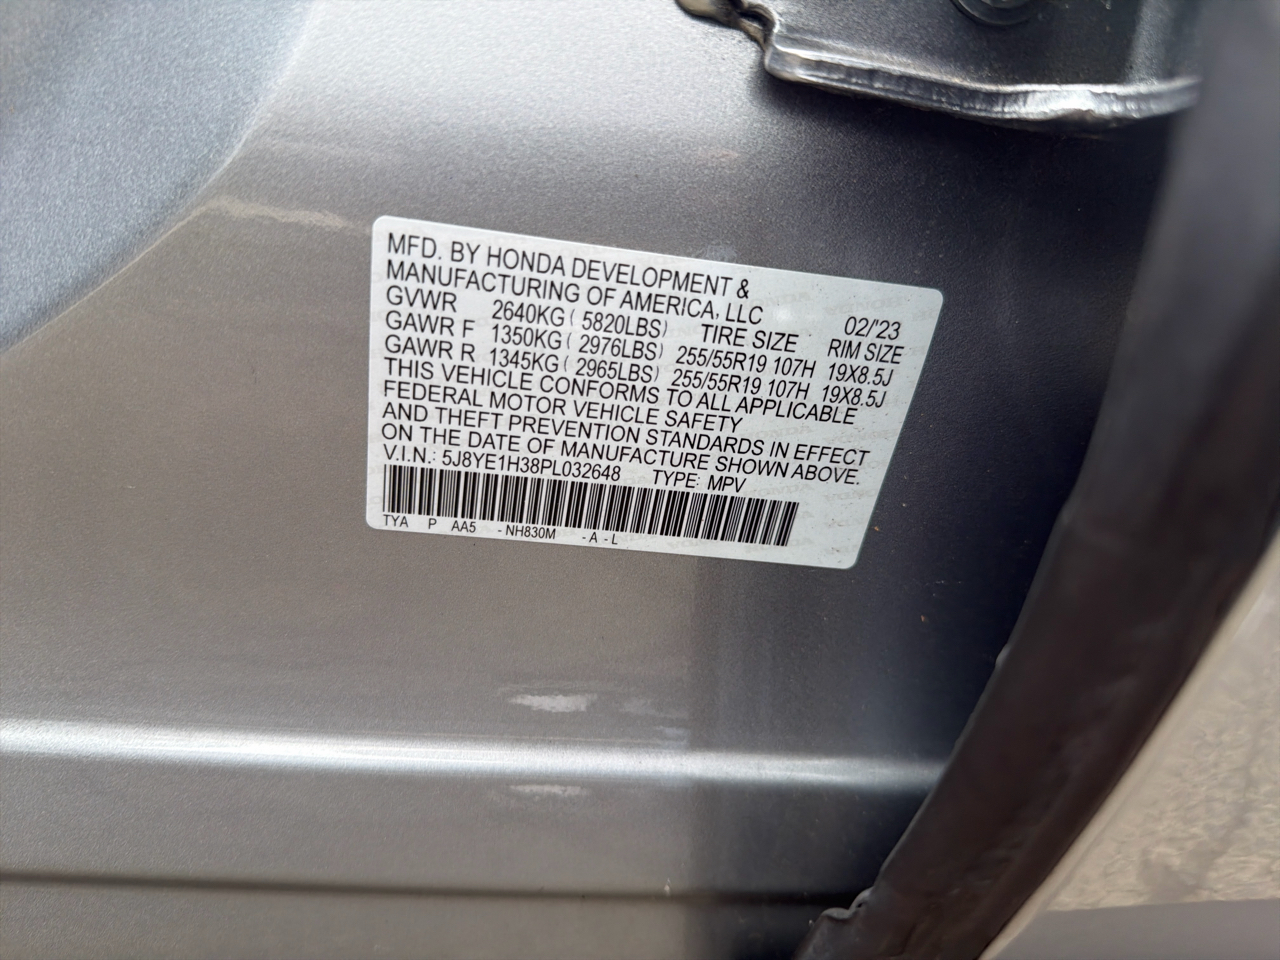 MFD. BY HONDA DEVELOPMENT &
MANUFACTURING OF AMERICA, LLC 02/'23
GVWR 2640KG ( 5820LBS) TIRE SIZE RIM SIZE
GAWR F 1350KG ( 2976LBS) 255/55R19 107H 19X8.5J
GAWR R 1345KG ( 2965LBS) 255/55R19 107H 19X8.5J
THIS VEHICLE CONFORMS TO ALL APPLICABLE
FEDERAL MOTOR VEHICLE SAFETY
AND THEFT PREVENTION STANDARDS IN EFFECT
ON THE DATE OF MANUFACTURE SHOWN ABOVE.
V.I.N.: 5J8YE1H38PL032648 TYPE: MPV
TYA P AA5 - NH830M - A - L